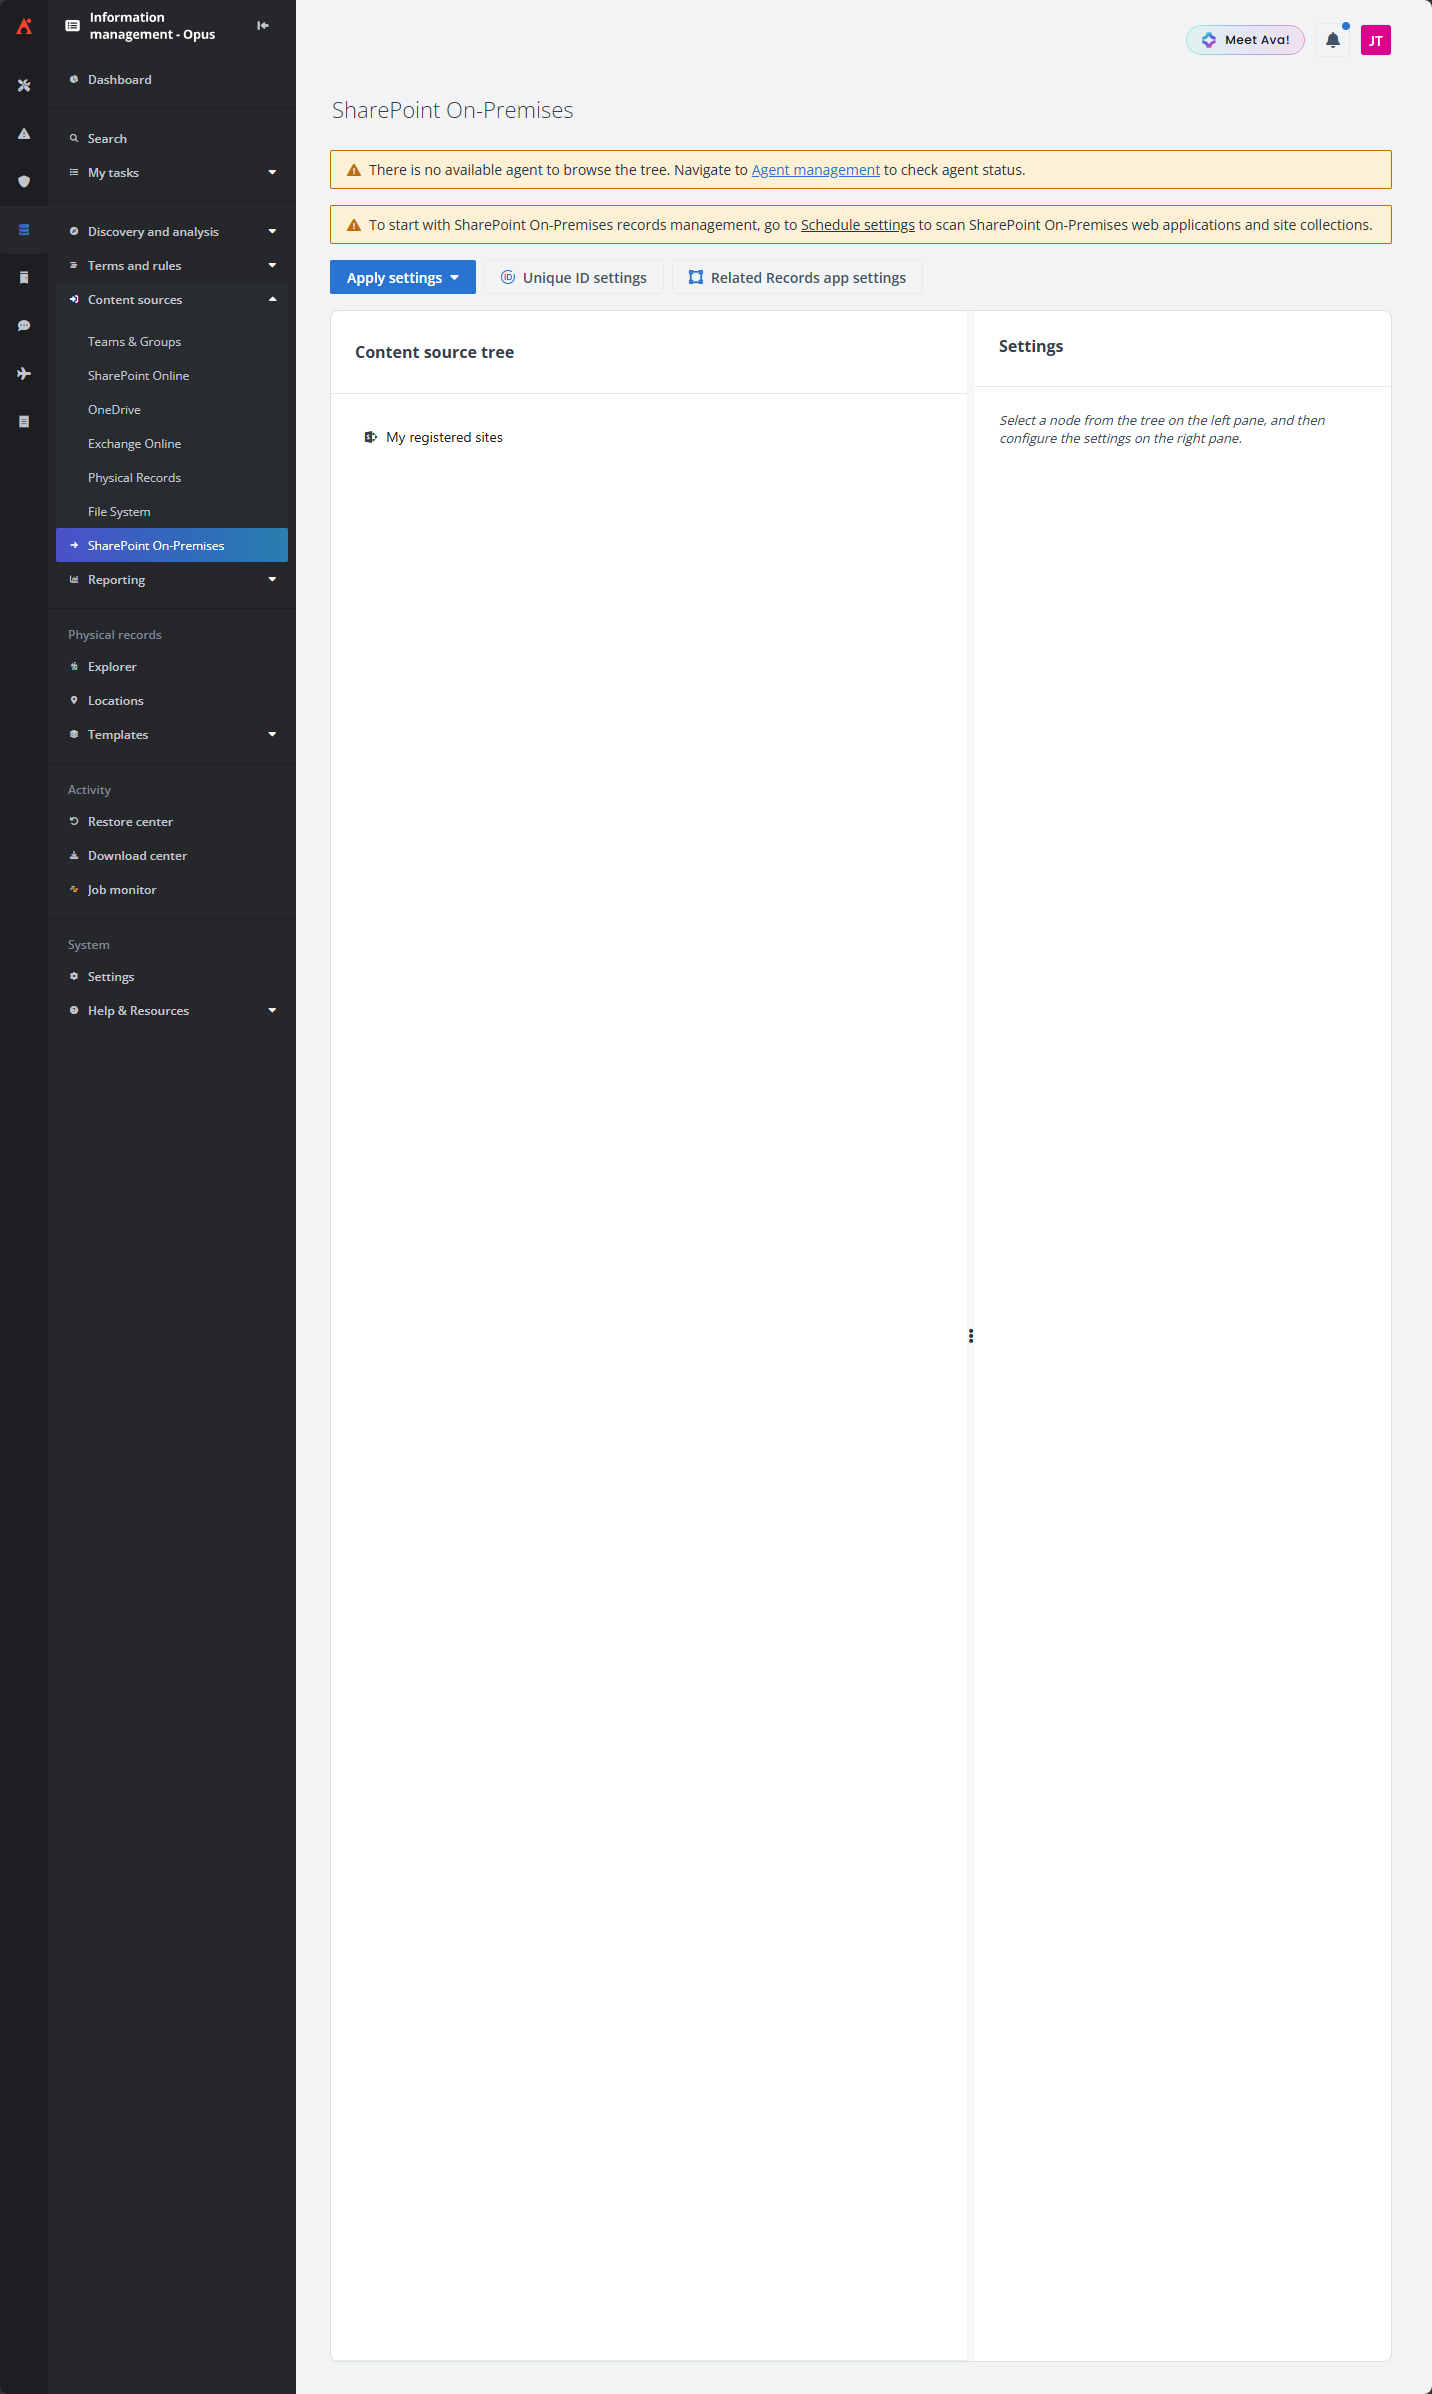 Information
management - Opus
Dashboard
Search
My tasks
Discovery and analysis
Terms and rules
Content sources
Teams & Groups
SharePoint Online
OneDrive
Exchange Online
Physical Records
File System
SharePoint On-Premises
Reporting
Physical records
Explorer
Locations
Templates
Activity
Restore center
Download center
Job monitor
System
Settings
Help & Resources
Meet Ava!
JT
SharePoint On-Premises
There is no available agent to browse the tree. Navigate to Agent management to check agent status.
To start with SharePoint On-Premises records management, go to Schedule settings to scan SharePoint On-Premises web applications and site collections.
Apply settings
ID Unique ID settings
Related Records app settings
Content source tree
My registered sites
Settings
Select a node from the tree on the left pane, and then
configure the settings on the right pane.